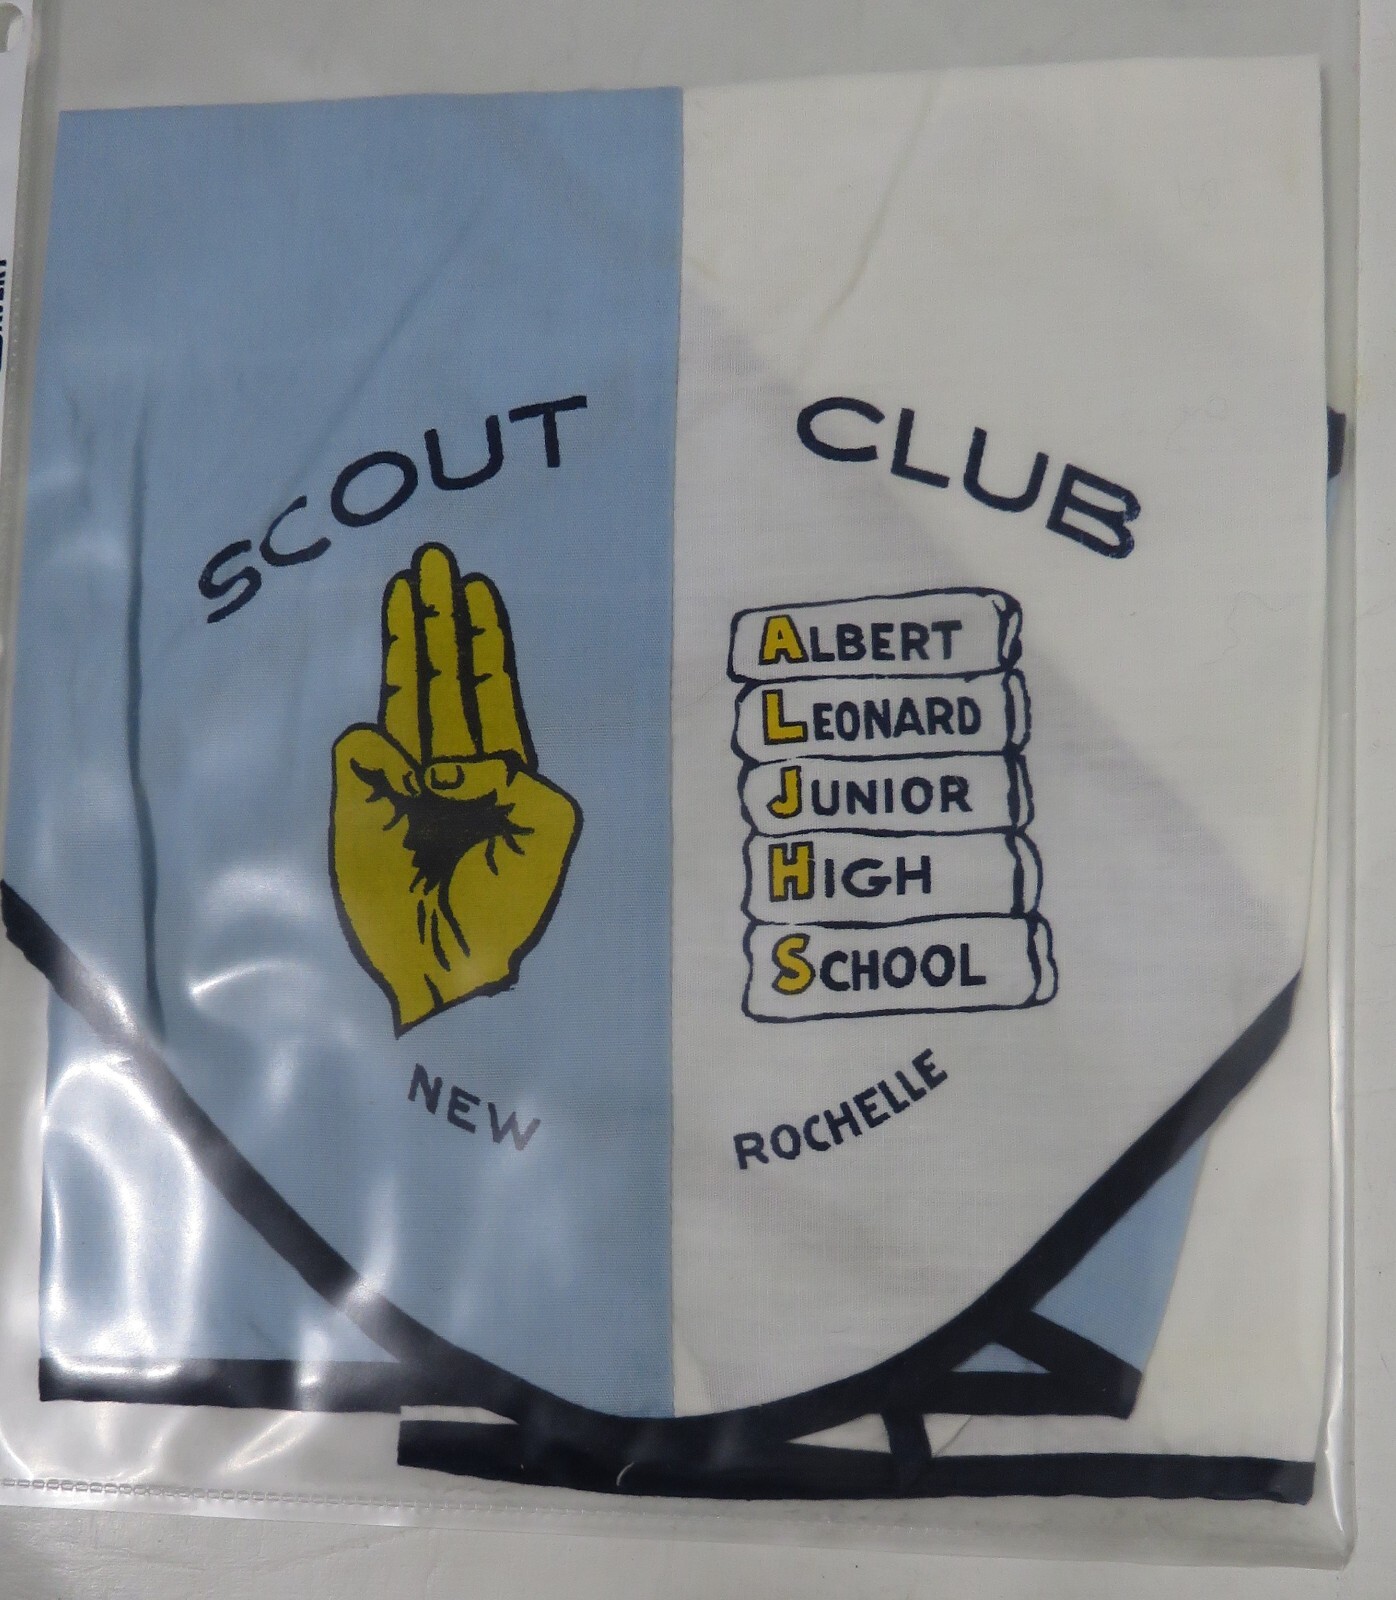 SCOUT CLUB
ALBERT
LEONARD
JUNIOR
HIGH
SCHOOL
NEW ROCHELLE